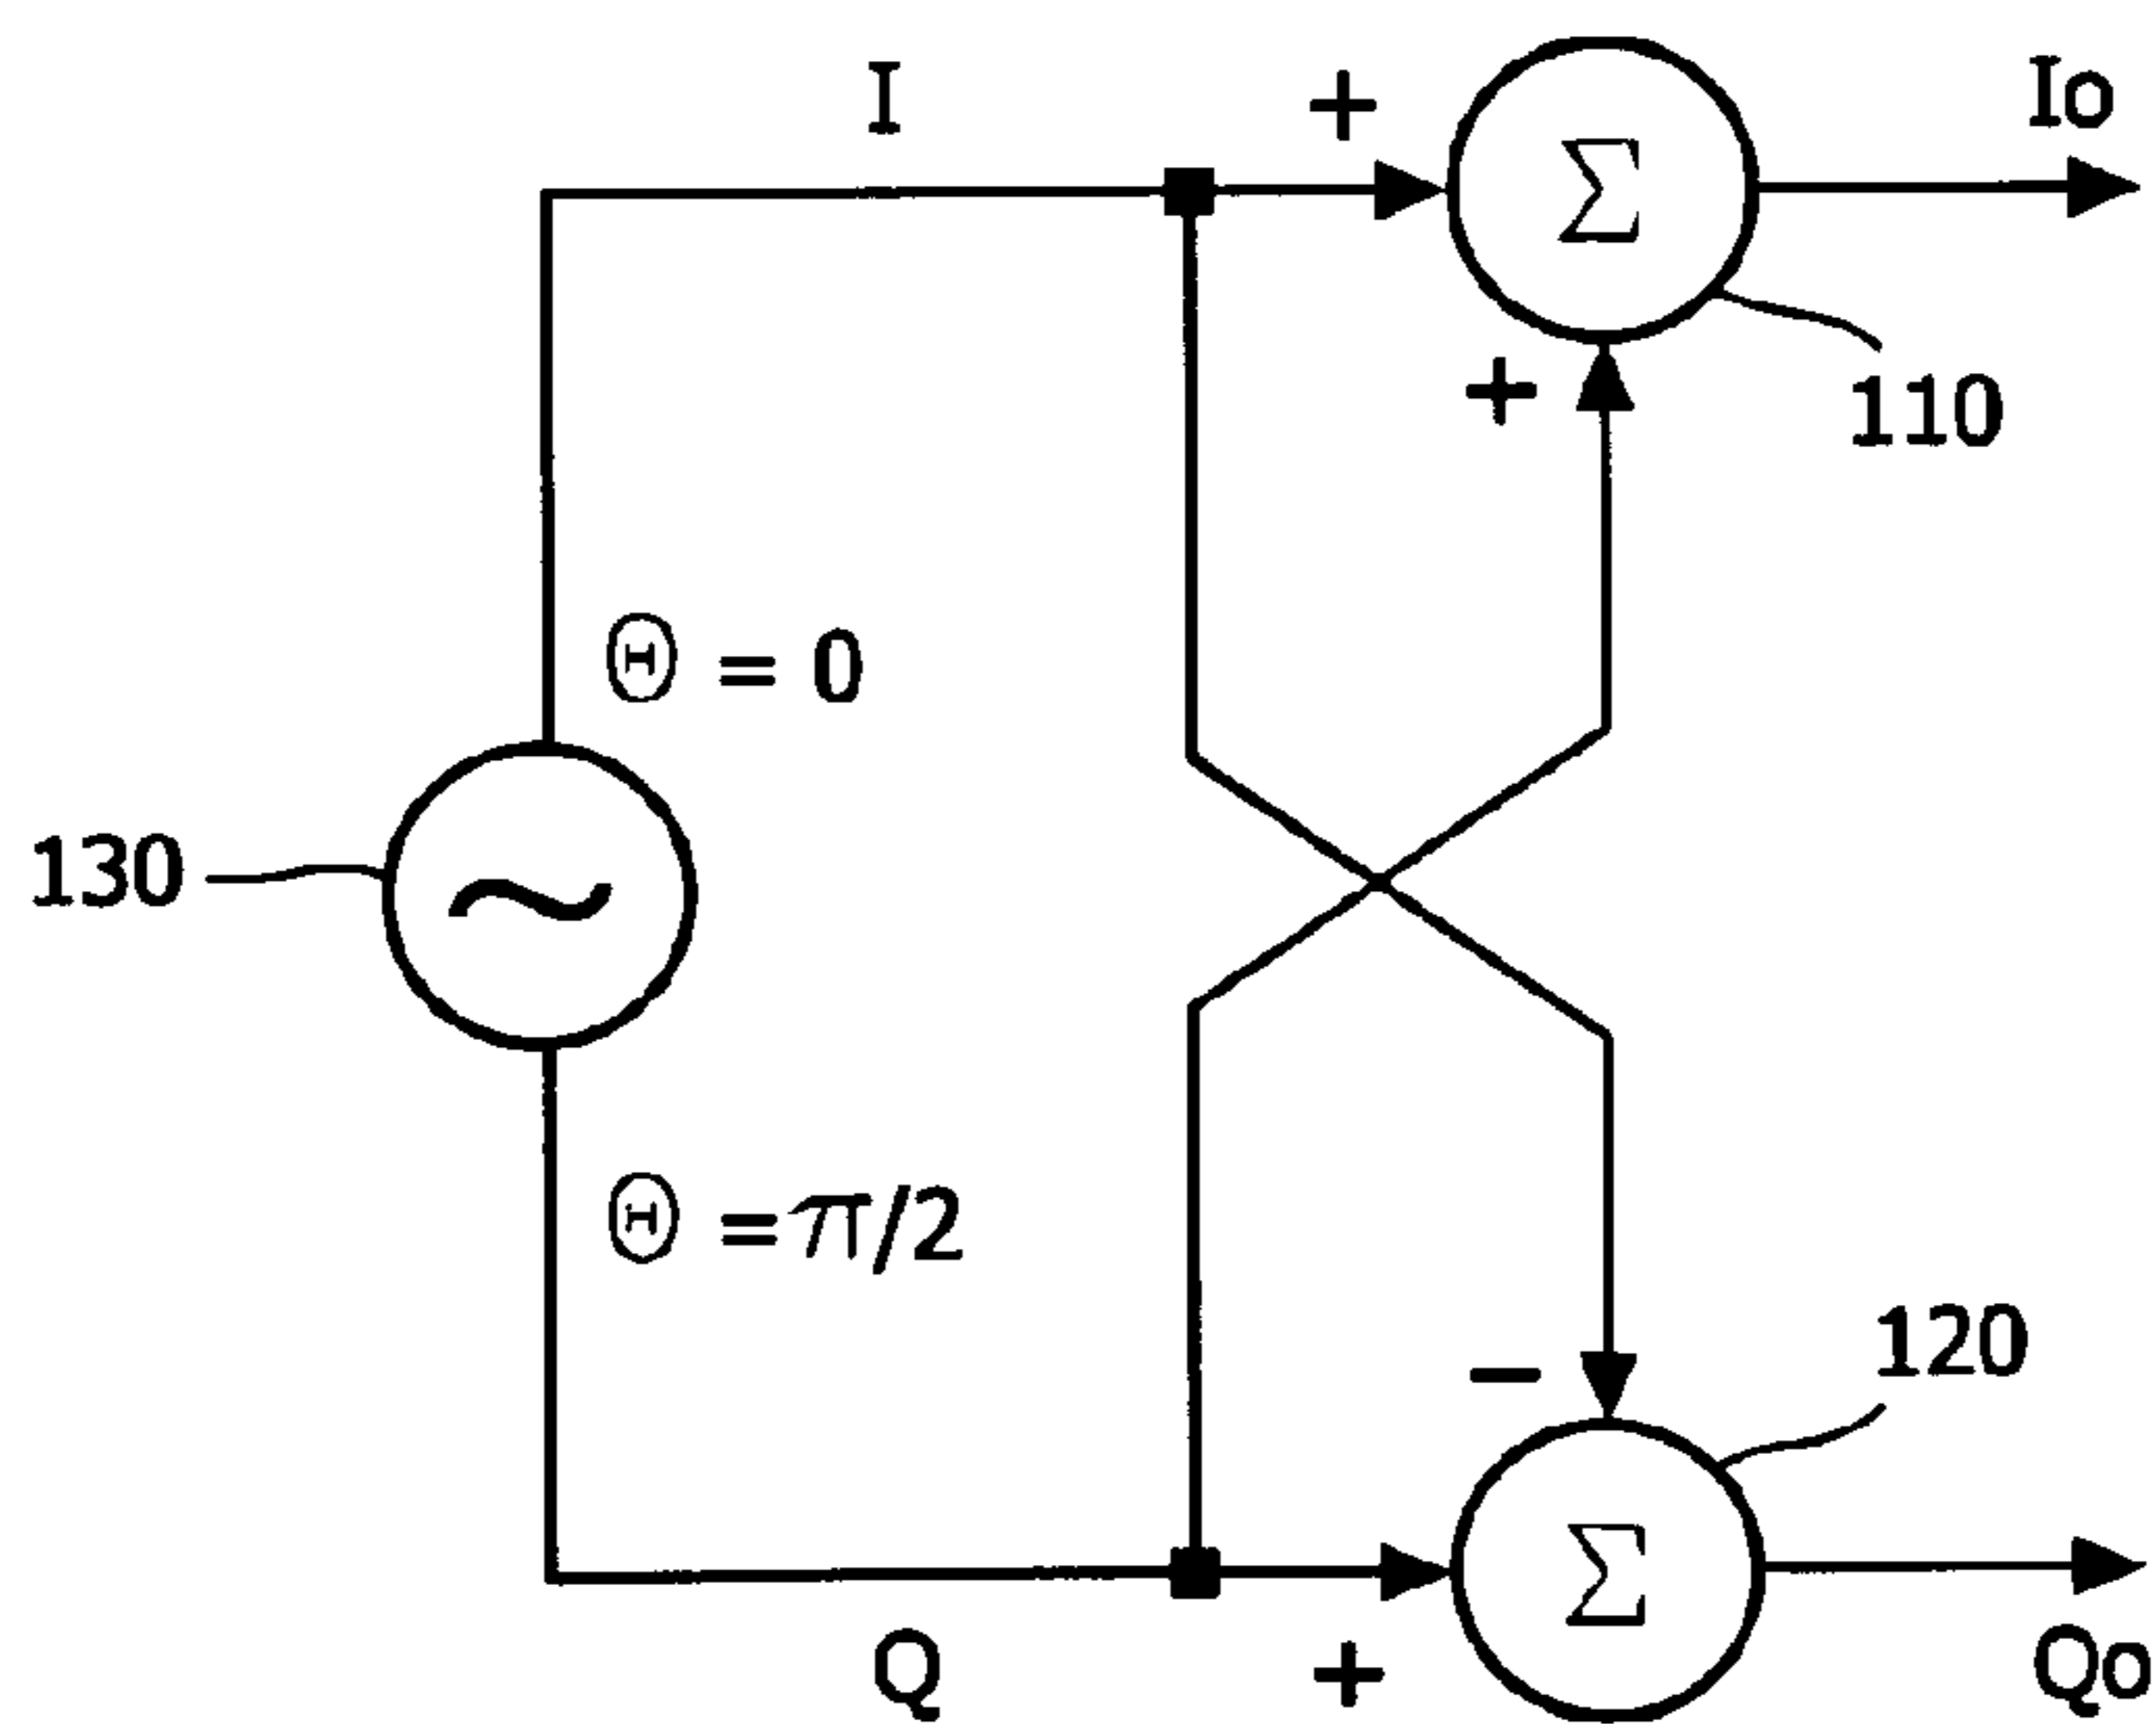 I
+
Io
Σ
+
110
Θ = 0
130
Θ = π/2
120
−
Σ
Q
+
Qo